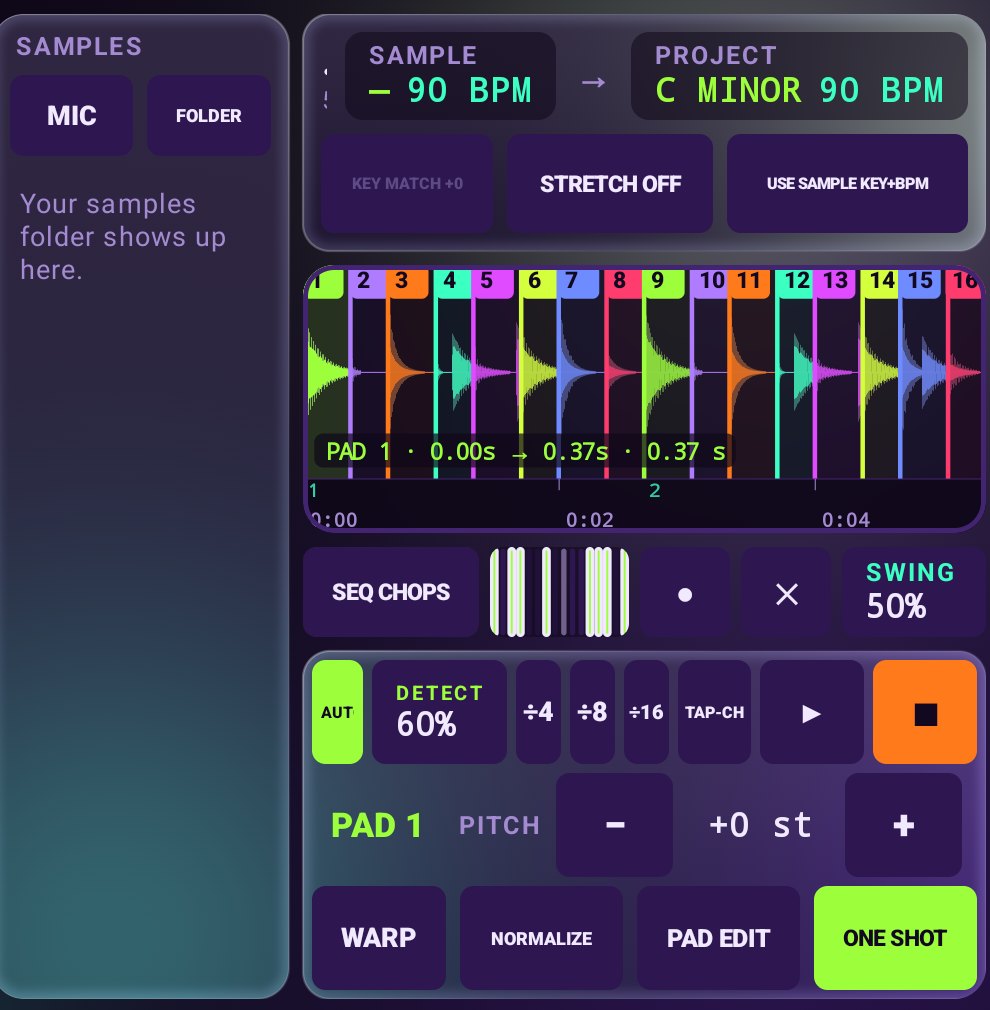 SAMPLES
MIC
FOLDER
Your samples
folder shows up
here.
SAMPLE
– 90 BPM
→
PROJECT
C MINOR 90 BPM
KEY MATCH +0
STRETCH OFF
USE SAMPLE KEY+BPM
1 2 3 4 5 6 7 8 9 10 11 12 13 14 15 16
PAD 1 · 0.00s → 0.37s · 0.37 s
1 2
0:00 0:02 0:04
SEQ CHOPS
SWING
50%
AUT
DETECT
60%
÷4
÷8
÷16
TAP-CH
PAD 1
PITCH
–
+0 st
+
WARP
NORMALIZE
PAD EDIT
ONE SHOT